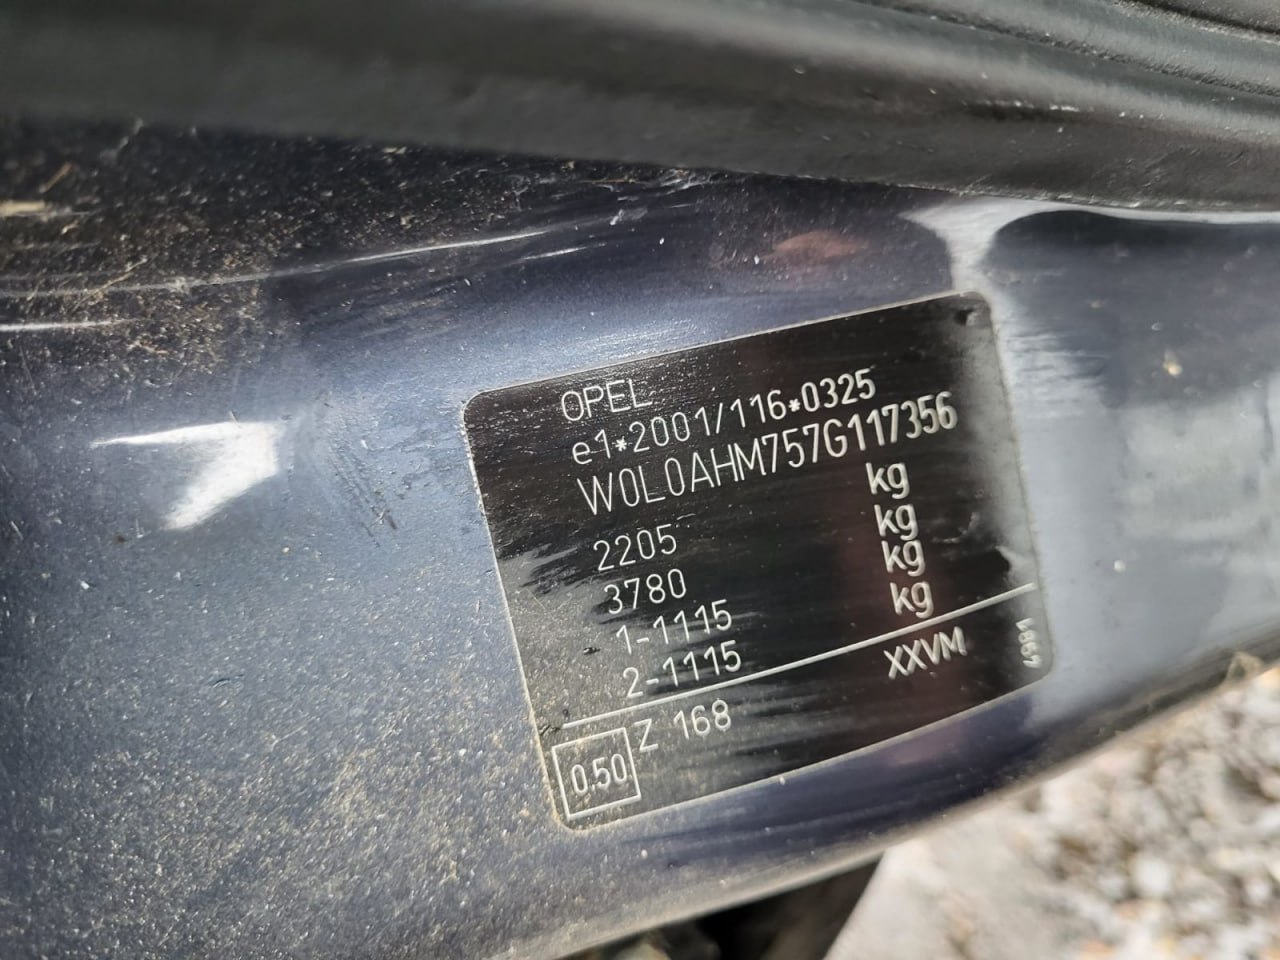 OPEL
e1*2001/116*0325
W0L0AHM757G117356
2205 kg
3780 kg
1-1115 kg
2-1115 kg
0.50 Z 168 XXVM
4981